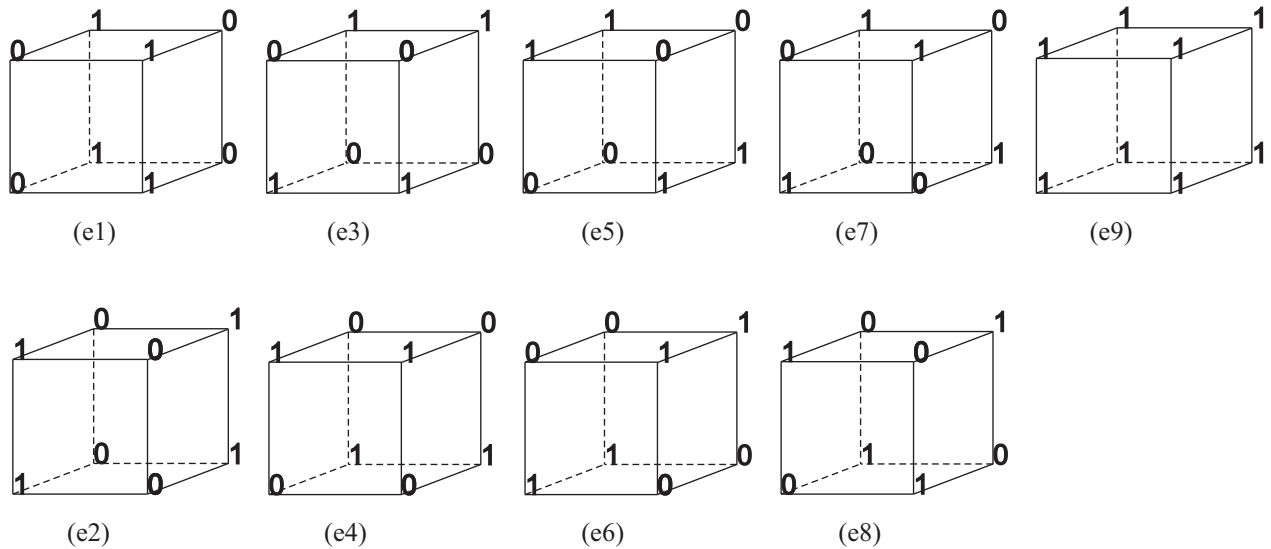 1 0 1 1 1 0 1 0 1 1
0 1 0 0 1 0 0 1 1 1
1 0 0 0 0 1 0 1 1 1
0 1 1 1 0 1 1 0 1 1
(e1) (e3) (e5) (e7) (e9)
0 1 0 0 0 1 0 1
1 0 1 1 0 1 1 0
0 1 1 1 1 0 1 0
1 0 0 0 1 0 0 1
(e2) (e4) (e6) (e8)